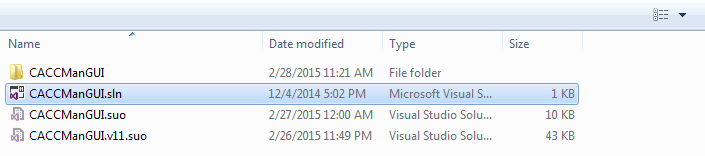 Name Date modified Type Size
CACCManGUI 2/28/2015 11:21 AM File folder
CACCManGUI.sln 12/4/2014 5:02 PM Microsoft Visual S... 1 KB
CACCManGUI.suo 2/27/2015 12:00 AM Visual Studio Solu... 10 KB
CACCManGUI.v11.suo 2/26/2015 11:49 PM Visual Studio Solu... 43 KB